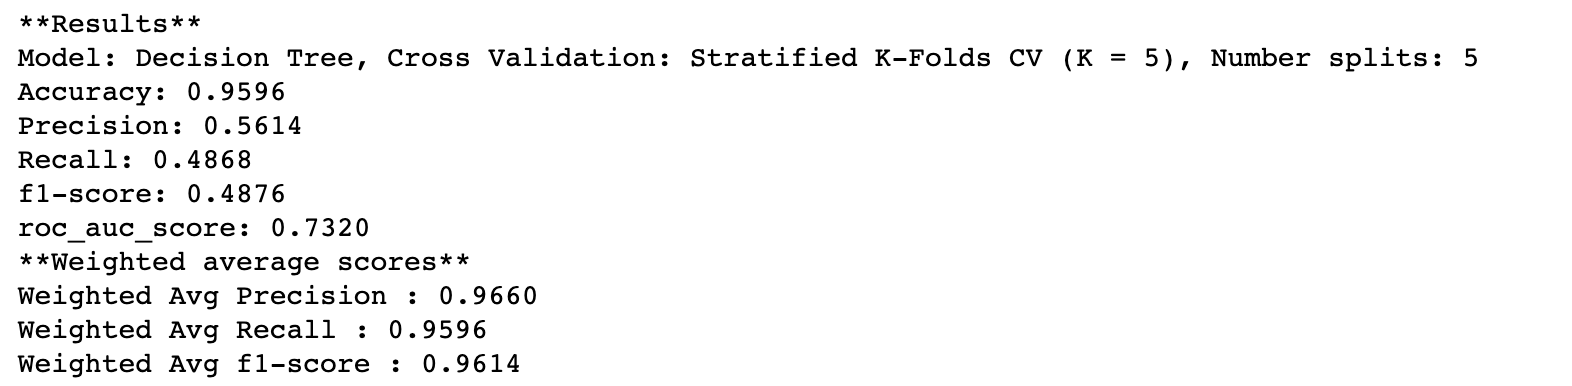 **Results**
Model: Decision Tree, Cross Validation: Stratified K-Folds CV (K = 5), Number splits: 5
Accuracy: 0.9596
Precision: 0.5614
Recall: 0.4868
f1-score: 0.4876
roc_auc_score: 0.7320
**Weighted average scores**
Weighted Avg Precision : 0.9660
Weighted Avg Recall : 0.9596
Weighted Avg f1-score : 0.9614